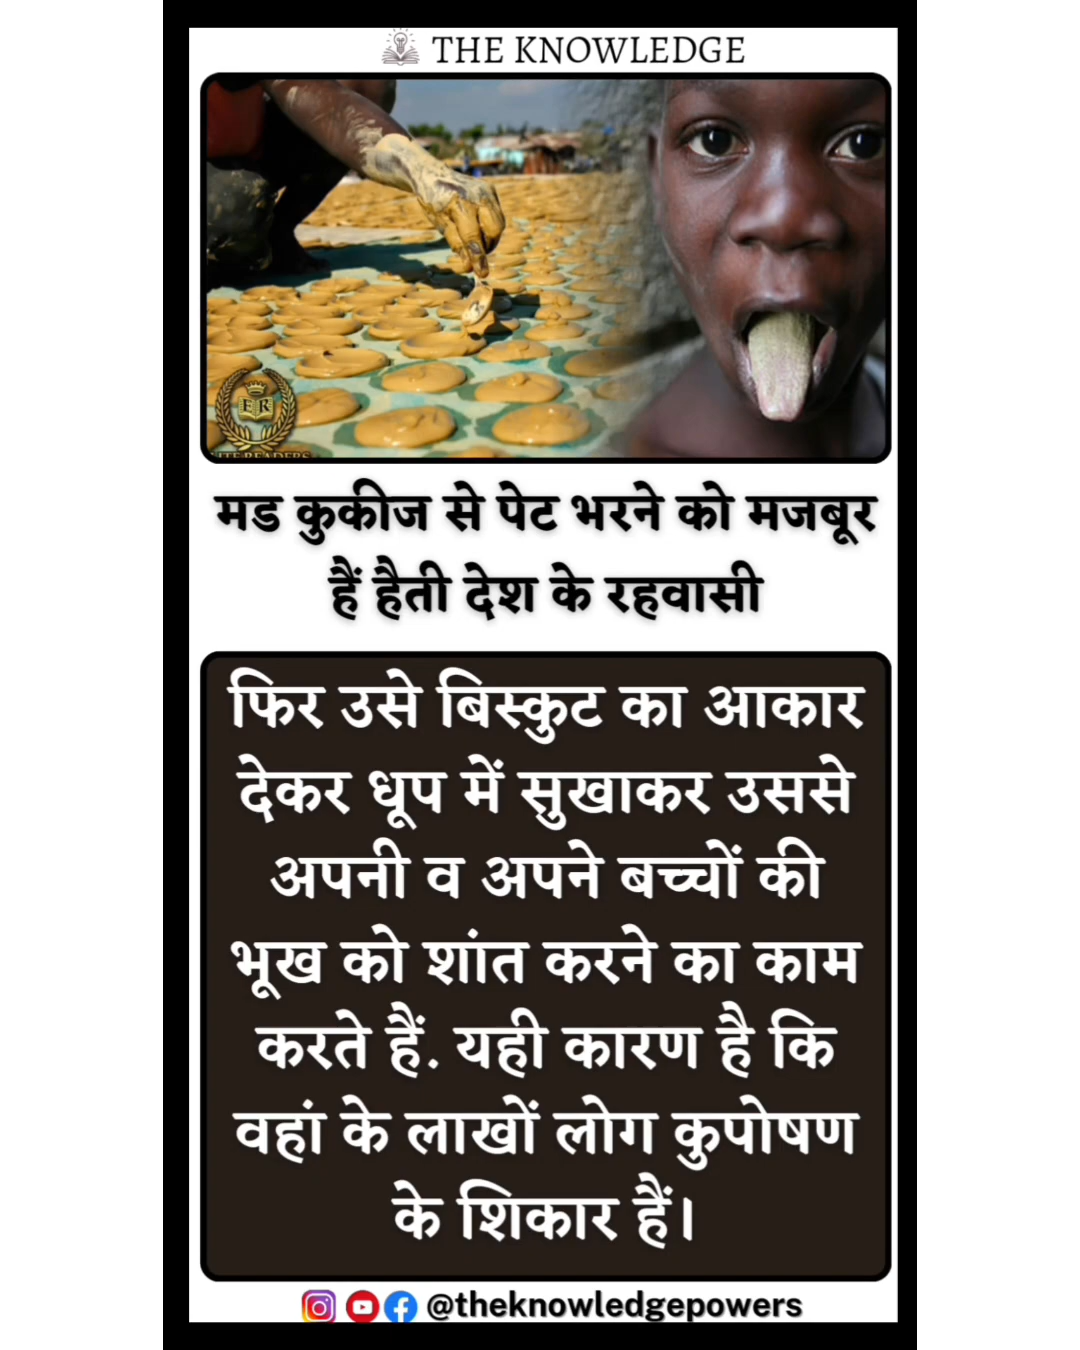 THE KNOWLEDGE
E R
मड कुकीज से पेट भरने को मजबूर
हैं हैती देश के रहवासी
फिर उसे बिस्कुट का आकार
देकर धूप में सुखाकर उससे
अपनी व अपने बच्चों की
भूख को शांत करने का काम
करते हैं. यही कारण है कि
वहां के लाखों लोग कुपोषण
के शिकार हैं।
@theknowledgepowers